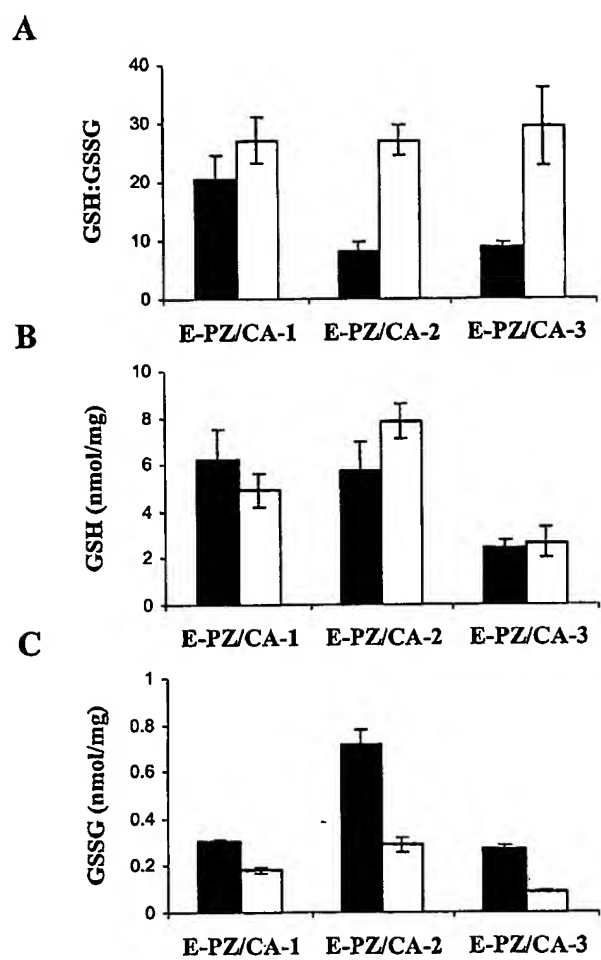 A
GSH:GSSG
40
30
20
10
0
E-PZ/CA-1 E-PZ/CA-2 E-PZ/CA-3
B
GSH (nmol/mg)
10
8
6
4
2
0
E-PZ/CA-1 E-PZ/CA-2 E-PZ/CA-3
C
GSSG (nmol/mg)
1
0.8
0.6
0.4
0.2
0
E-PZ/CA-1 E-PZ/CA-2 E-PZ/CA-3